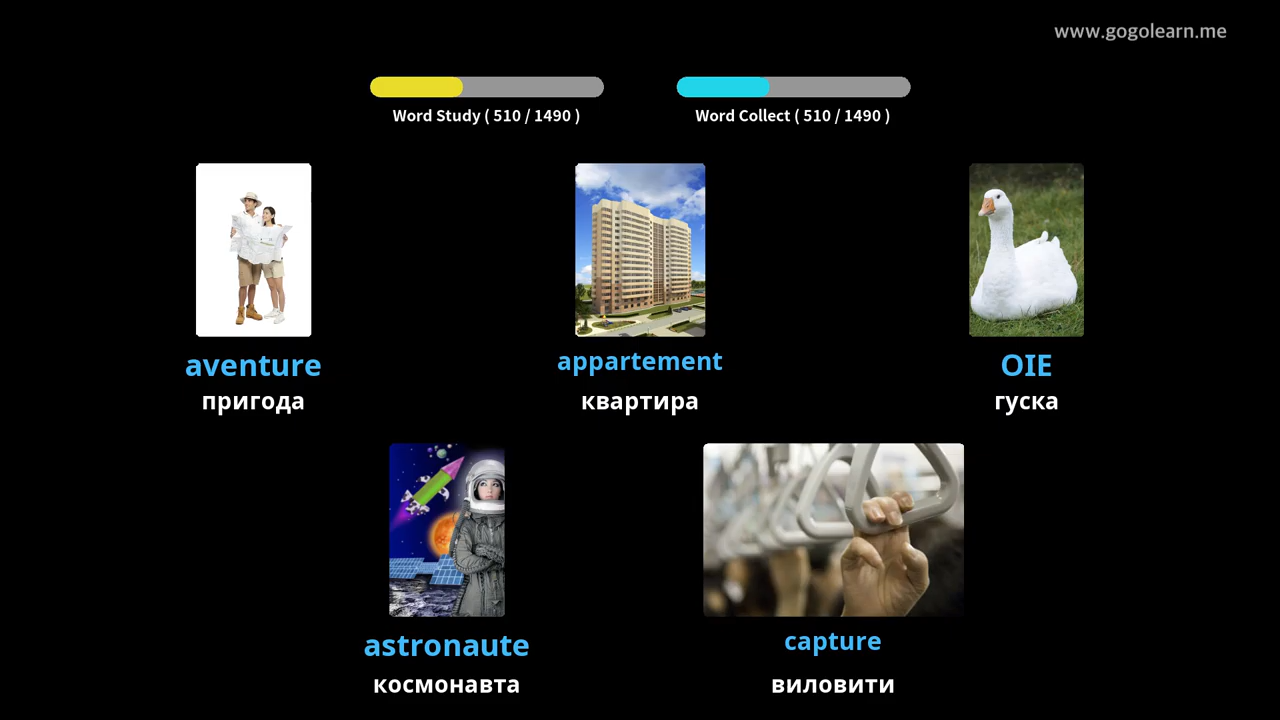 www.gogolearn.me
Word Study ( 510 / 1490 )
Word Collect ( 510 / 1490 )
aventure
пригода
appartement
квартира
OIE
гуска
astronaute
космонавта
capture
виловити